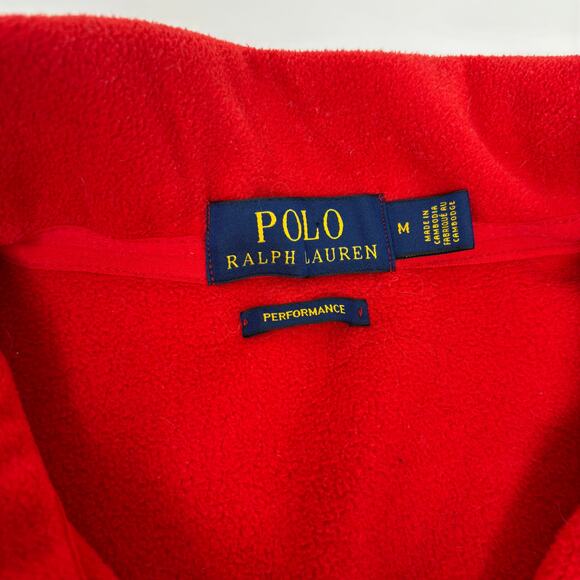 POLO
RALPH LAUREN
M
MADE IN
CAMBODIA
FABRIQUÉ AU
CAMBODGE
PERFORMANCE